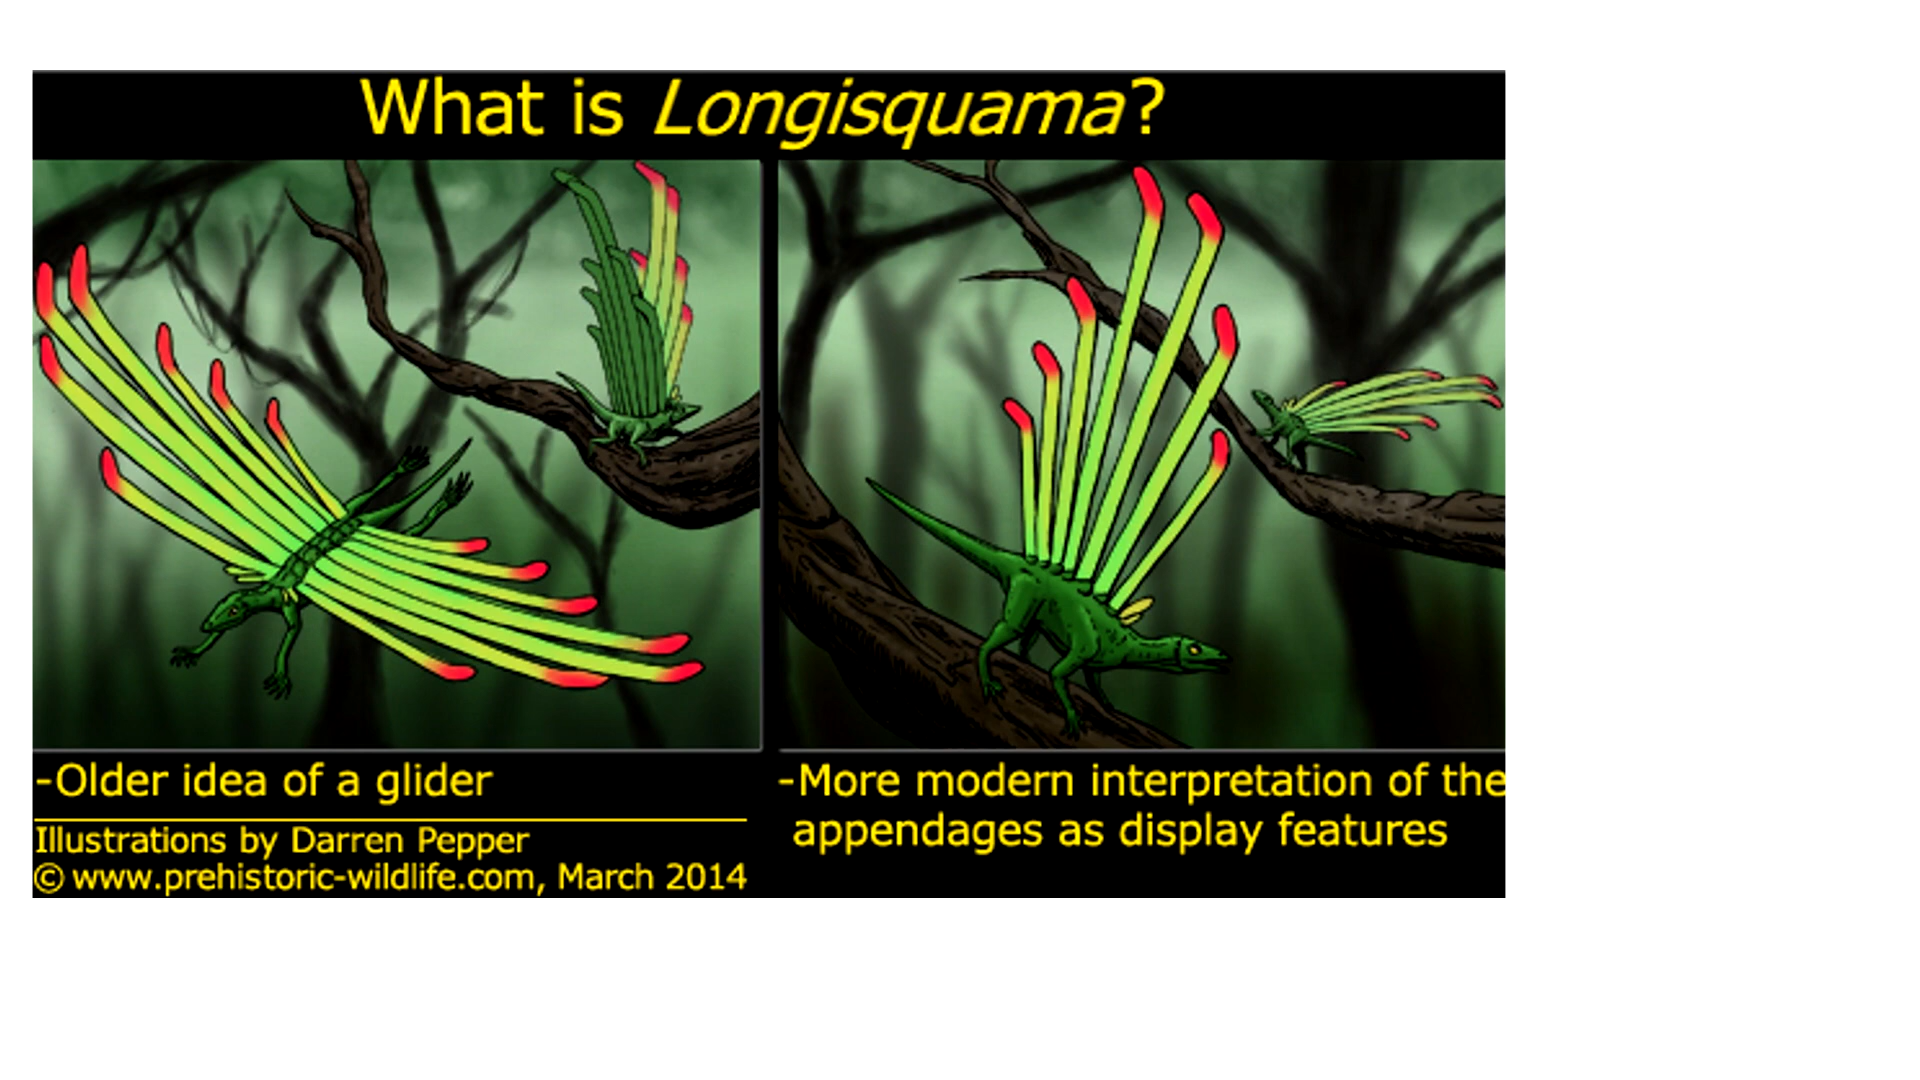 What is Longisquama?
-Older idea of a glider
Illustrations by Darren Pepper
© www.prehistoric-wildlife.com, March 2014
-More modern interpretation of the
appendages as display features